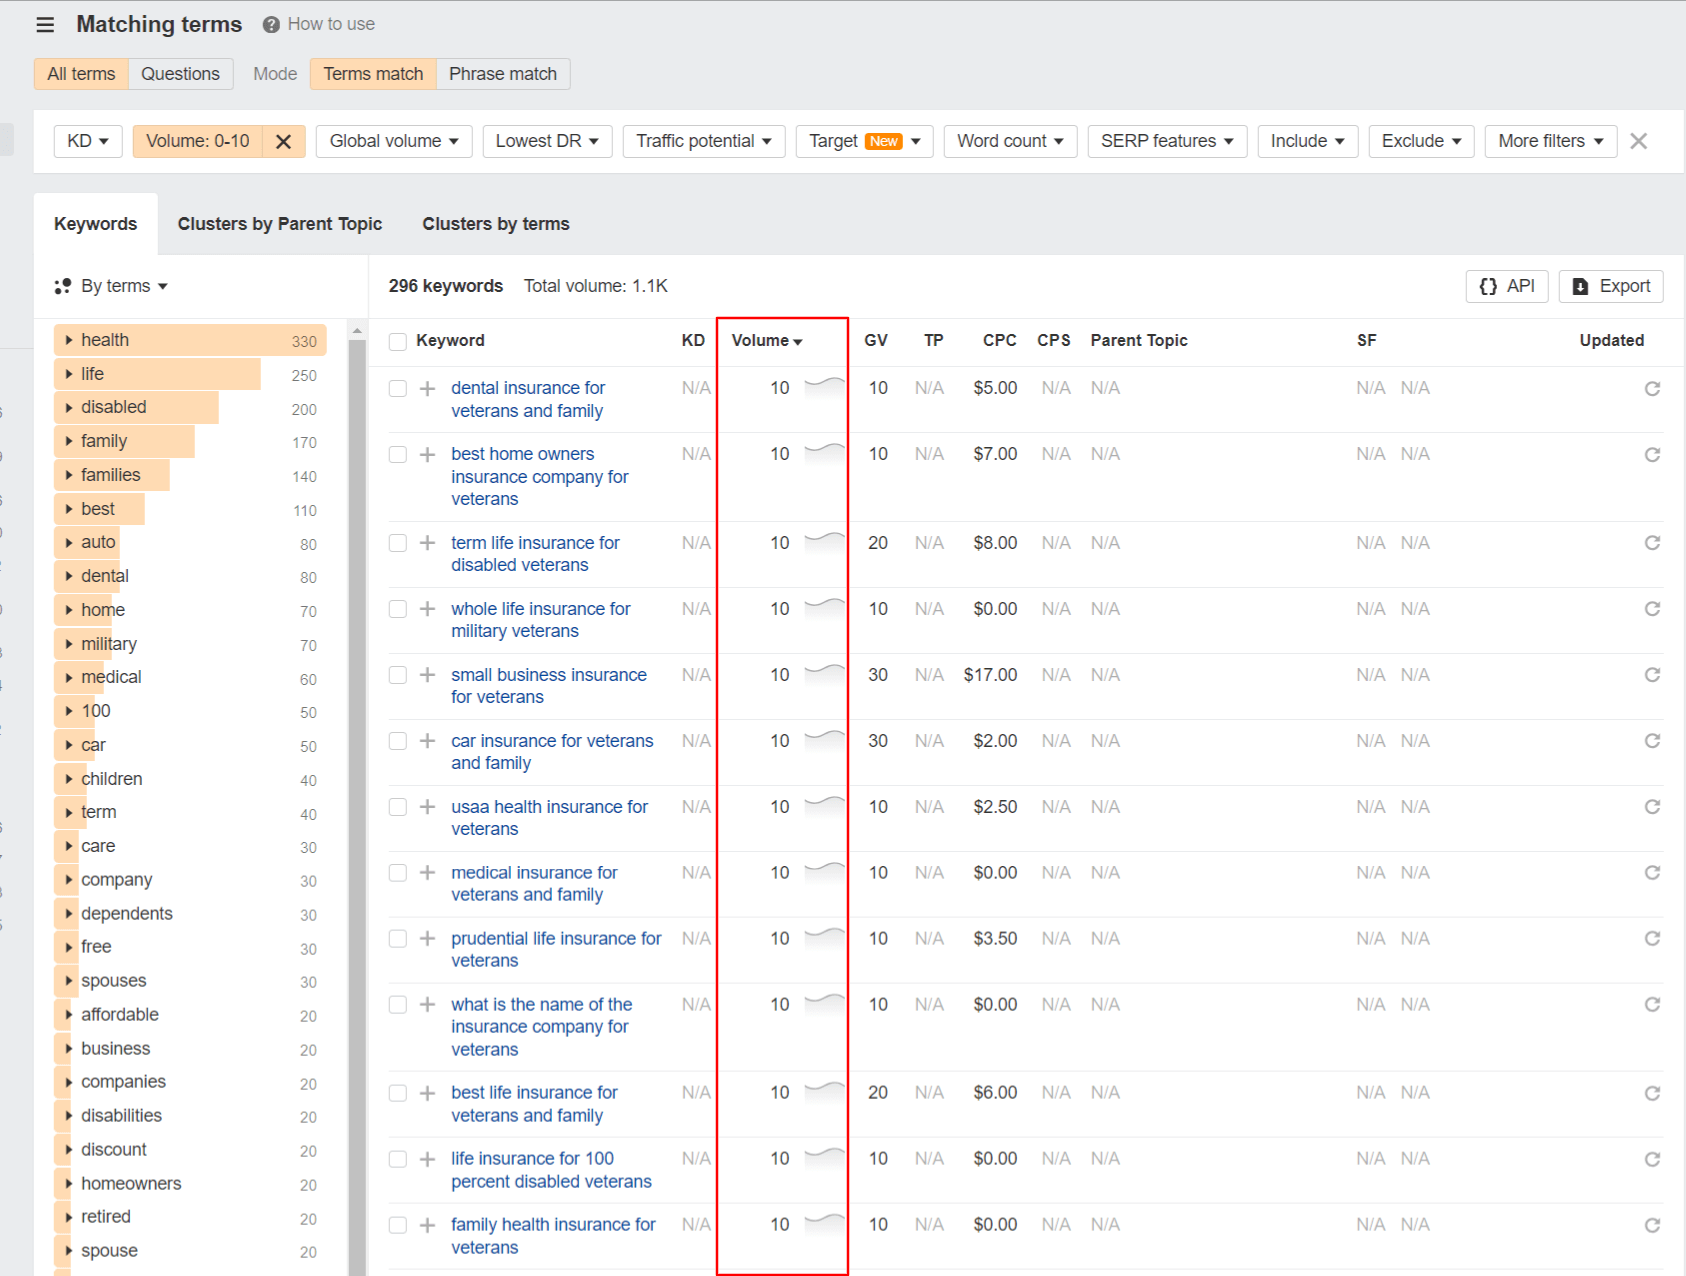 Matching terms How to use
All terms Questions Mode Terms match Phrase match
KD Volume: 0-10 Global volume Lowest DR Traffic potential Target New Word count SERP features Include Exclude More filters
Keywords Clusters by Parent Topic Clusters by terms
By terms
health 330
life 250
disabled 200
family 170
families 140
best 110
auto 80
dental 80
home 70
military 70
medical 60
100 50
car 50
children 40
term 40
care 30
company 30
dependents 30
free 30
spouses 30
affordable 20
business 20
companies 20
disabilities 20
discount 20
homeowners 20
retired 20
spouse 20
296 keywords Total volume: 1.1K API Export
Keyword KD Volume GV TP CPC CPS Parent Topic SF Updated
dental insurance for N/A 10 10 N/A $5.00 N/A N/A N/A N/A
veterans and family
best home owners N/A 10 10 N/A $7.00 N/A N/A N/A N/A
insurance company for
veterans
term life insurance for N/A 10 20 N/A $8.00 N/A N/A N/A N/A
disabled veterans
whole life insurance for N/A 10 10 N/A $0.00 N/A N/A N/A N/A
military veterans
small business insurance N/A 10 30 N/A $17.00 N/A N/A N/A N/A
for veterans
car insurance for veterans N/A 10 30 N/A $2.00 N/A N/A N/A N/A
and family
usaa health insurance for N/A 10 10 N/A $2.50 N/A N/A N/A N/A
veterans
medical insurance for N/A 10 10 N/A $0.00 N/A N/A N/A N/A
veterans and family
prudential life insurance for N/A 10 10 N/A $3.50 N/A N/A N/A N/A
veterans
what is the name of the N/A 10 10 N/A $0.00 N/A N/A N/A N/A
insurance company for
veterans
best life insurance for N/A 10 20 N/A $6.00 N/A N/A N/A N/A
veterans and family
life insurance for 100 N/A 10 10 N/A $0.00 N/A N/A N/A N/A
percent disabled veterans
family health insurance for N/A 10 10 N/A $0.00 N/A N/A N/A N/A
veterans